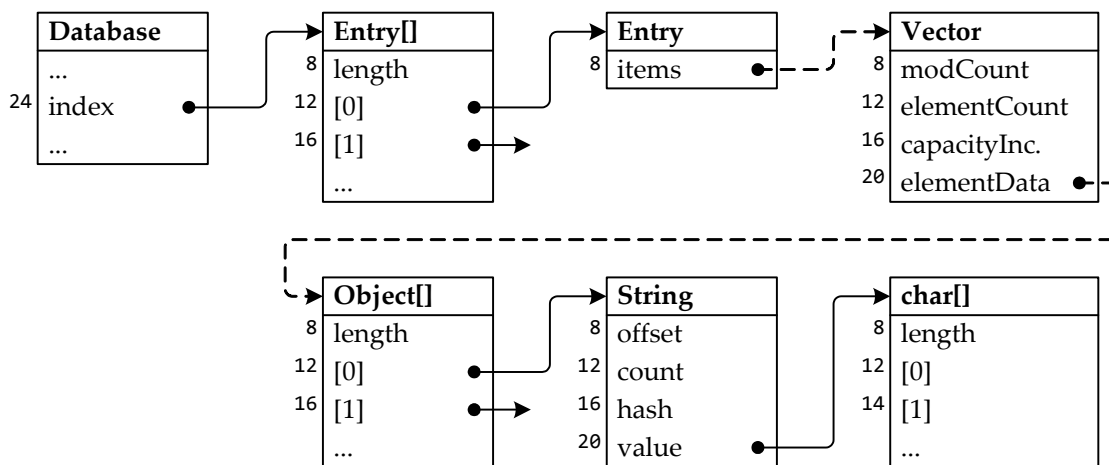 Database
...
24 index
...
Entry[]
8 length
12 [0]
16 [1]
...
Entry
8 items
Vector
8 modCount
12 elementCount
16 capacityInc.
20 elementData
Object[]
8 length
12 [0]
16 [1]
...
String
8 offset
12 count
16 hash
20 value
char[]
8 length
12 [0]
14 [1]
...